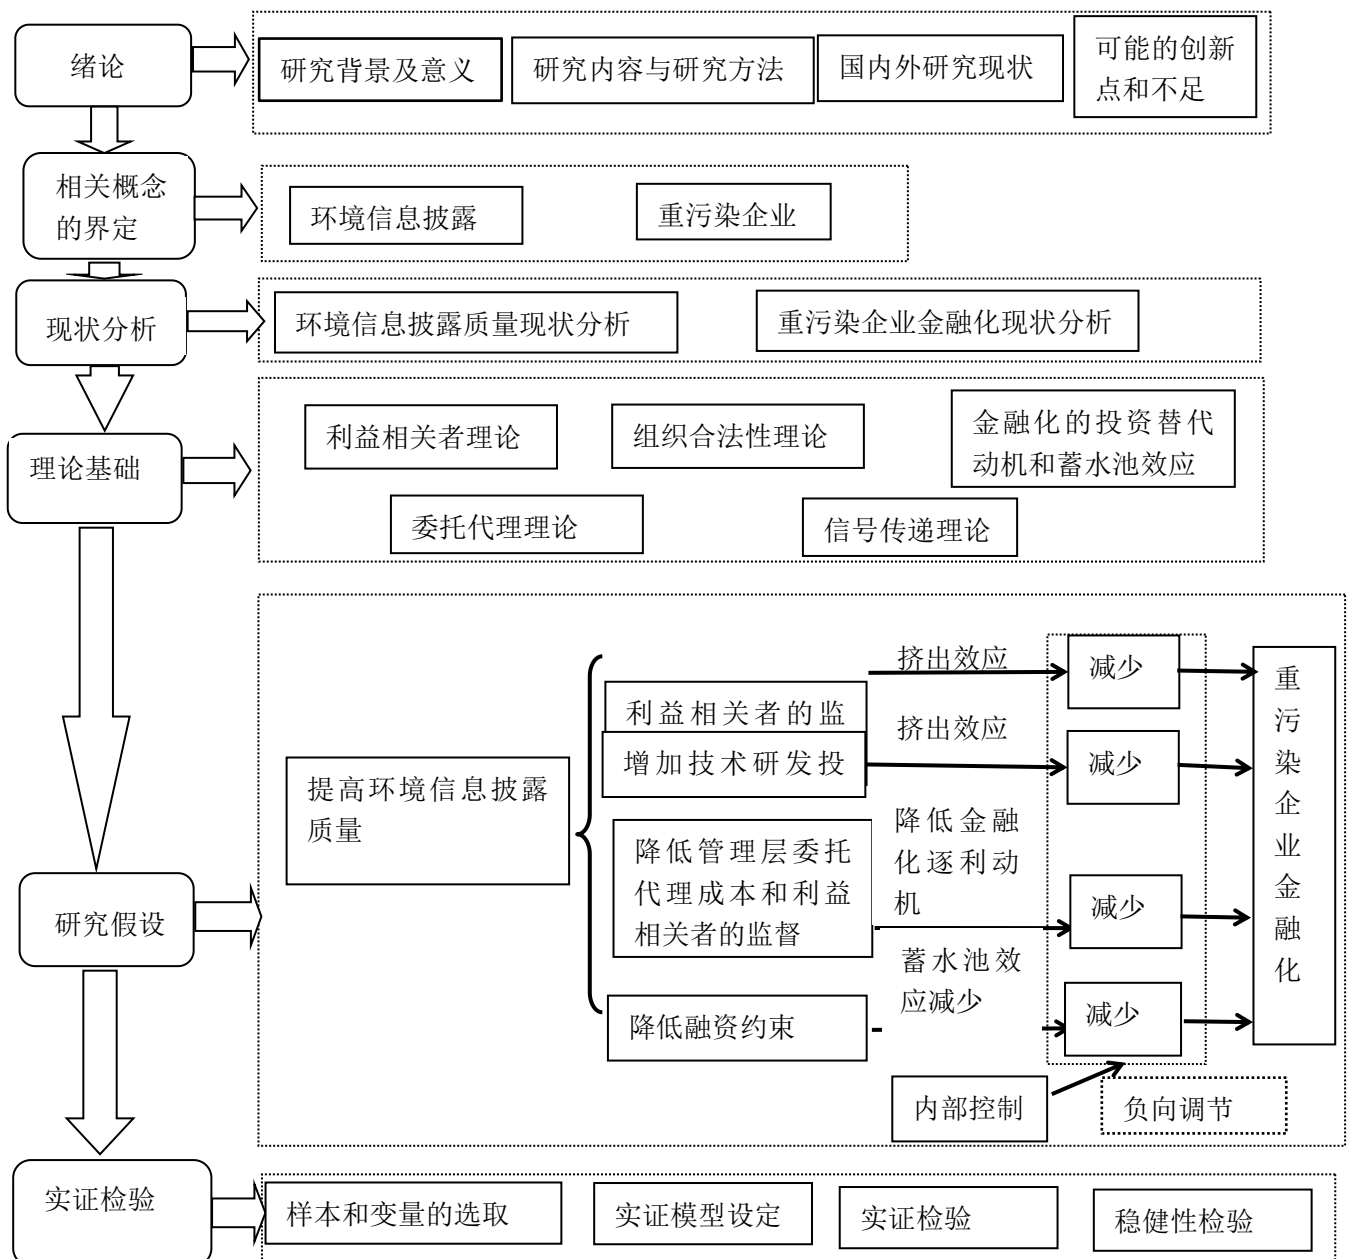 绪论
研究背景及意义
研究内容与研究方法
国内外研究现状
可能的创新
点和不足
相关概念
的界定
环境信息披露
重污染企业
现状分析
环境信息披露质量现状分析
重污染企业金融化现状分析
理论基础
利益相关者理论
组织合法性理论
金融化的投资替代
动机和蓄水池效应
委托代理理论
信号传递理论
研究假设
提高环境信息披露
质量
利益相关者的监
挤出效应
减少
增加技术研发投
挤出效应
减少
降低管理层委托
代理成本和利益
相关者的监督
降低金融
化逐利动
机
减少
降低融资约束
蓄水池效
应减少
减少
重
污
染
企
业
金
融
化
内部控制
负向调节
实证检验
样本和变量的选取
实证模型设定
实证检验
稳健性检验